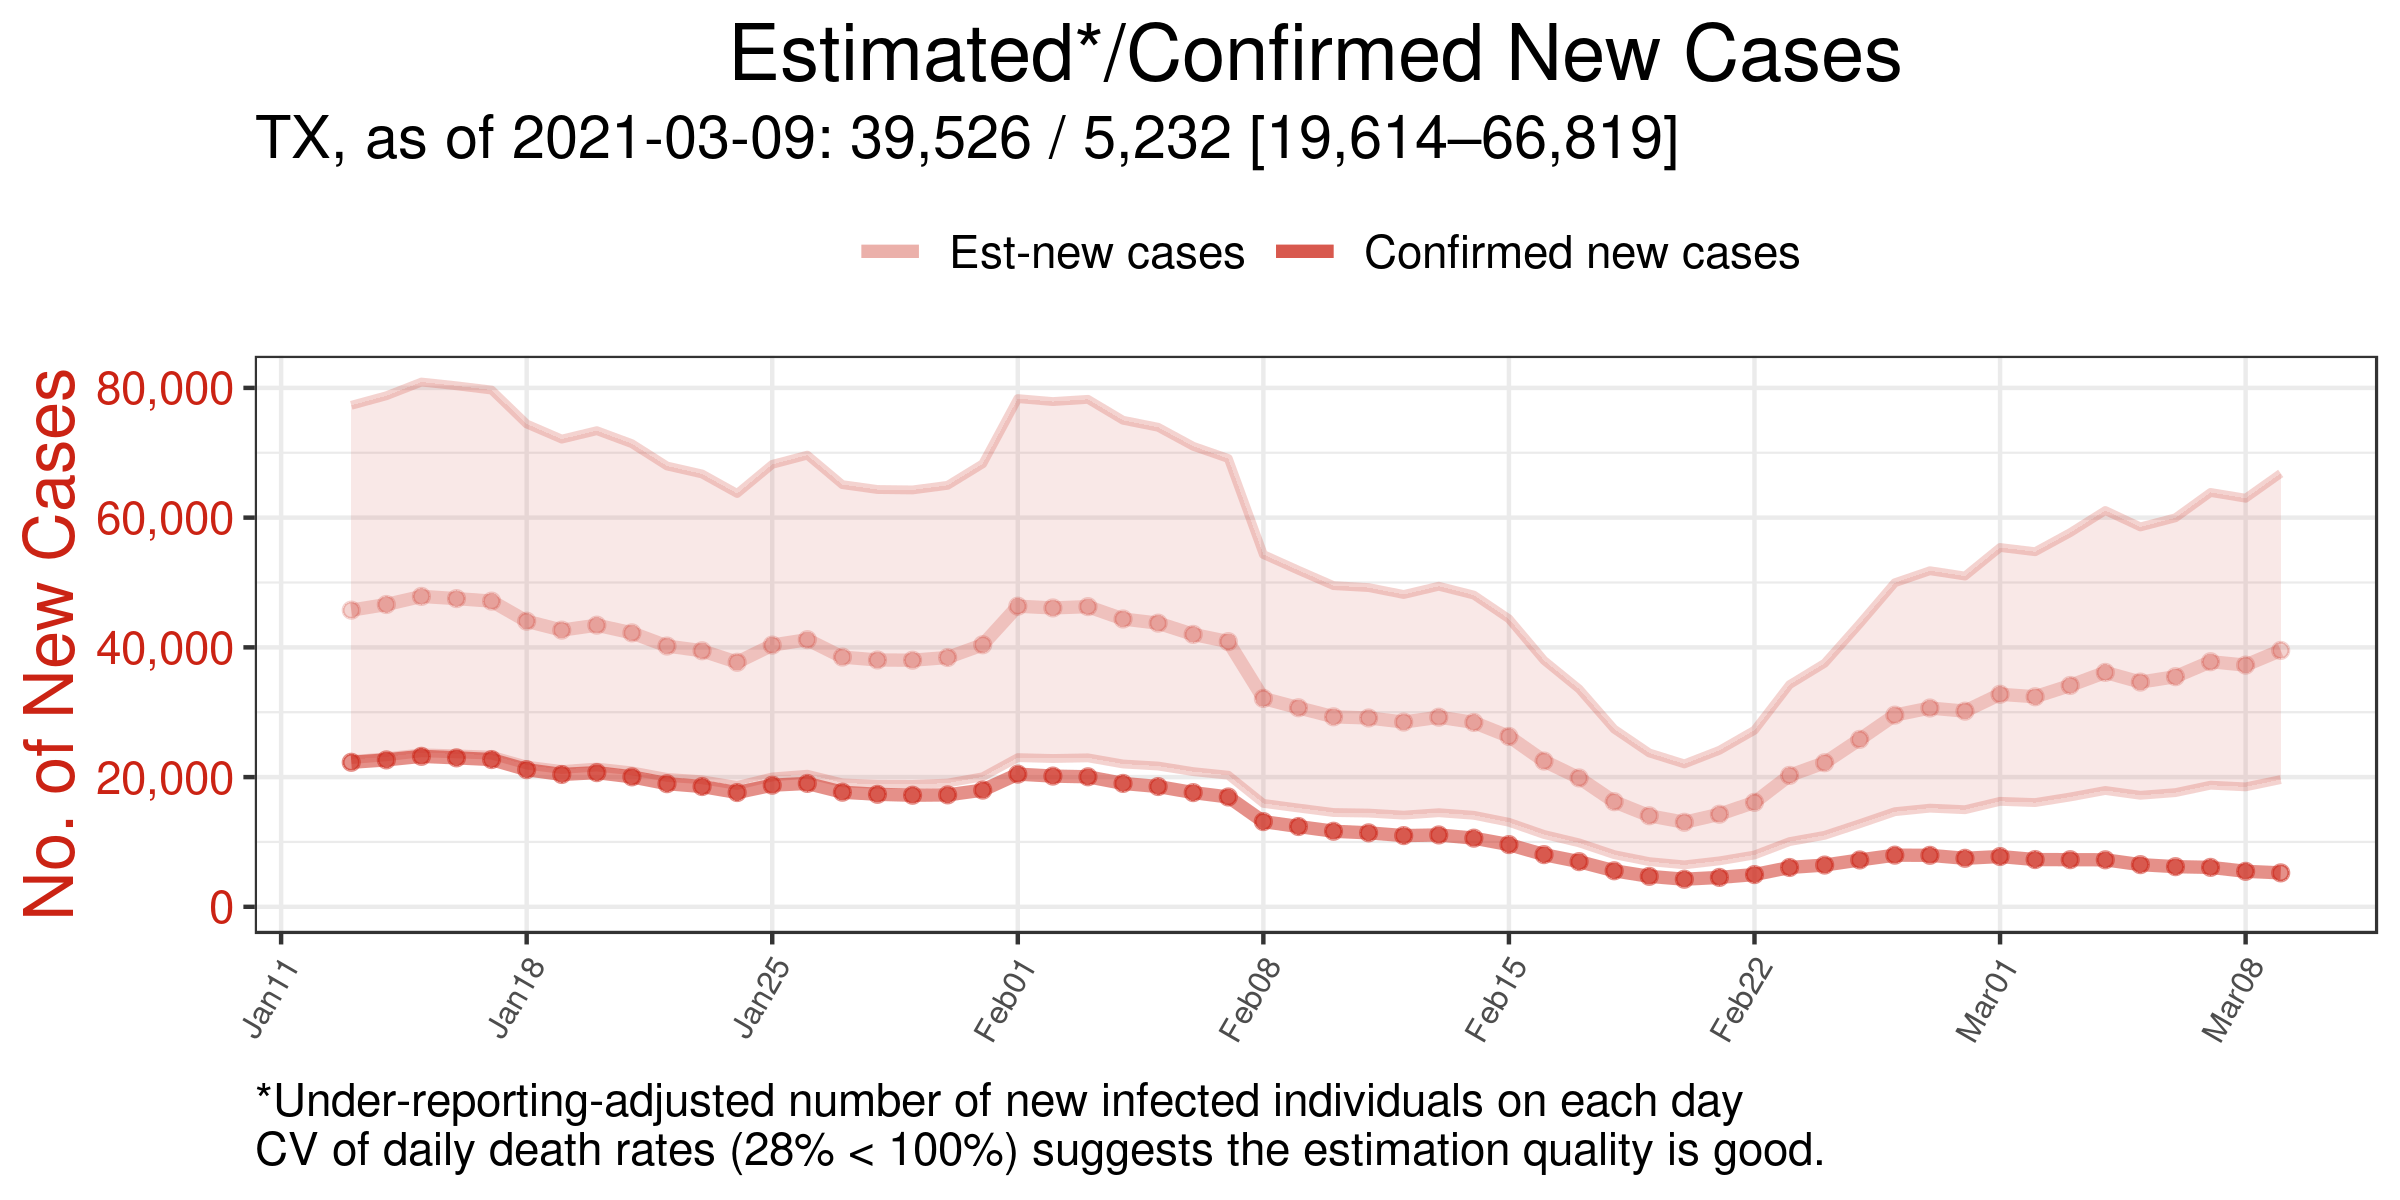 Estimated*/Confirmed New Cases
TX, as of 2021-03-09: 39,526 / 5,232 [19,614–66,819]
Est-new cases
Confirmed new cases
No. of New Cases
80,000
60,000
40,000
20,000
0
Jan11
Jan18
Jan25
Feb01
Feb08
Feb15
Feb22
Mar01
Mar08
*Under-reporting-adjusted number of new infected individuals on each day
CV of daily death rates (28% < 100%) suggests the estimation quality is good.